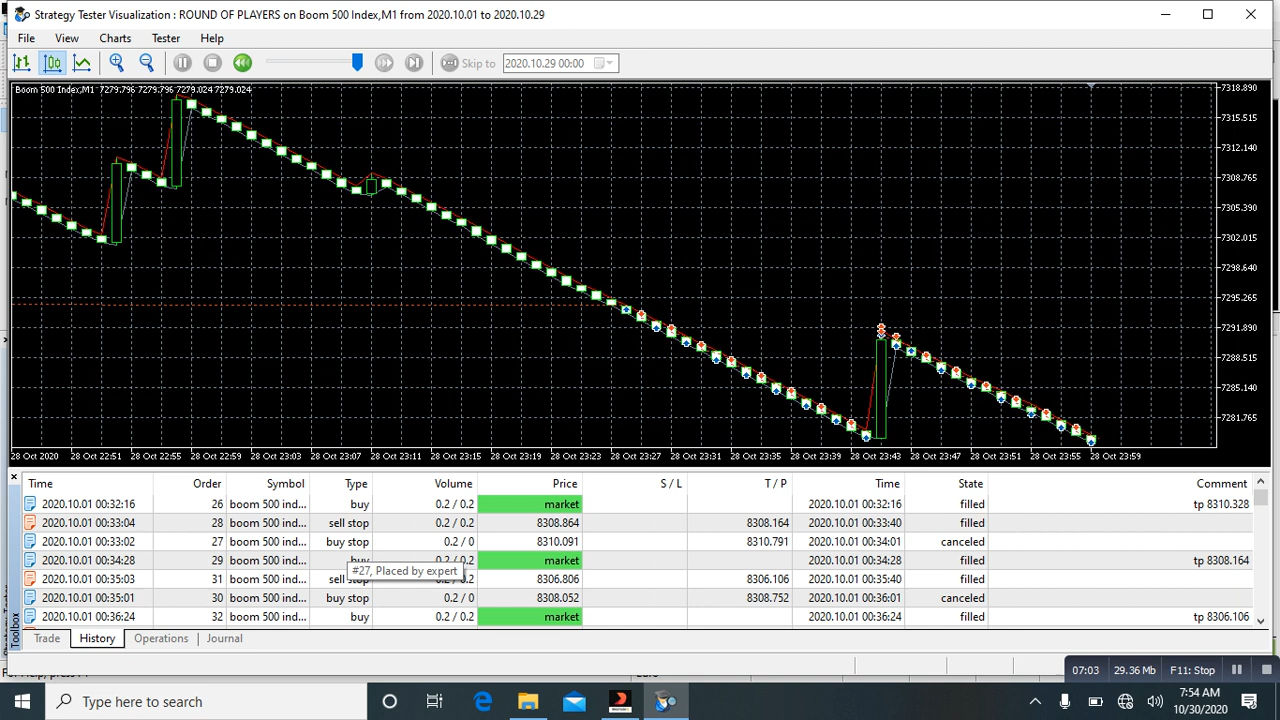 Strategy Tester Visualization : ROUND OF PLAYERS on Boom 500 Index,M1 from 2020.10.01 to 2020.10.29
File View Charts Tester Help
Skip to 2020.10.29 00:00
Boom 500 Index,M1 7279.796 7279.796 7279.024 7279.024
7318.890
7315.515
7312.140
7308.765
7305.390
7302.015
7298.640
7295.265
7291.890
7288.515
7285.140
7281.765
28 Oct 2020 28 Oct 22:51 28 Oct 22:55 28 Oct 22:59 28 Oct 23:03 28 Oct 23:07 28 Oct 23:11 28 Oct 23:15 28 Oct 23:19 28 Oct 23:23 28 Oct 23:27 28 Oct 23:31 28 Oct 23:35 28 Oct 23:39 28 Oct 23:43 28 Oct 23:47 28 Oct 23:51 28 Oct 23:55 28 Oct 23:59
Time Order Symbol Type Volume Price S / L T / P Time State Comment
2020.10.01 00:32:16 26 boom 500 ind... buy 0.2 / 0.2 market 2020.10.01 00:32:16 filled tp 8310.328
2020.10.01 00:33:04 28 boom 500 ind... sell stop 0.2 / 0.2 8308.864 8308.164 2020.10.01 00:33:40 filled
2020.10.01 00:33:02 27 boom 500 ind... buy stop 0.2 / 0 8310.091 8310.791 2020.10.01 00:34:01 canceled
2020.10.01 00:34:28 29 boom 500 ind... buy 0.2 / 0.2 market 2020.10.01 00:34:28 filled tp 8308.164
#27, Placed by expert
2020.10.01 00:35:03 31 boom 500 ind... sell stop 0.2 / 0.2 8306.806 8306.106 2020.10.01 00:35:40 filled
2020.10.01 00:35:01 30 boom 500 ind... buy stop 0.2 / 0 8308.052 8308.752 2020.10.01 00:36:01 canceled
2020.10.01 00:36:24 32 boom 500 ind... buy 0.2 / 0.2 market 2020.10.01 00:36:24 filled tp 8306.106
Toolbox
Trade History Operations Journal
07:03 29.36 Mb F11: Stop
Type here to search
7:54 AM
10/30/2020